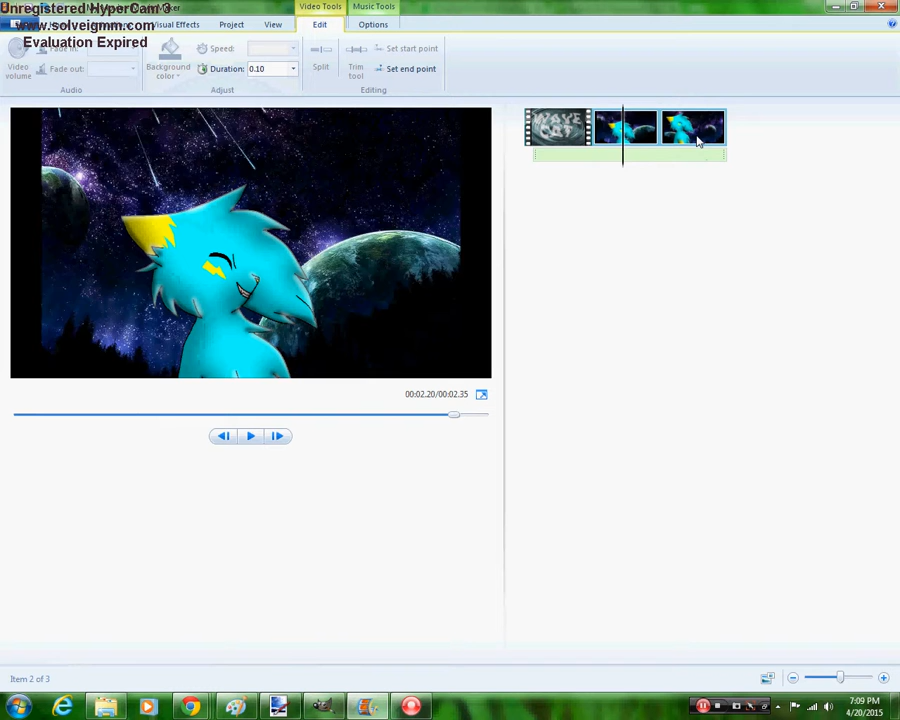 Unregistered HyperCam 3
www.solveigmm.com
Evaluation Expired
Video Tools
Music Tools
Visual Effects
Project
View
Edit
Options
Video volume
Fade in:
Fade out:
Audio
Background color
Speed:
Duration: 0.10
Adjust
Split
Trim tool
Set start point
Set end point
Editing
WAVE CAT
00:02.20/00:02.35
Item 2 of 3
7:09 PM
4/20/2015